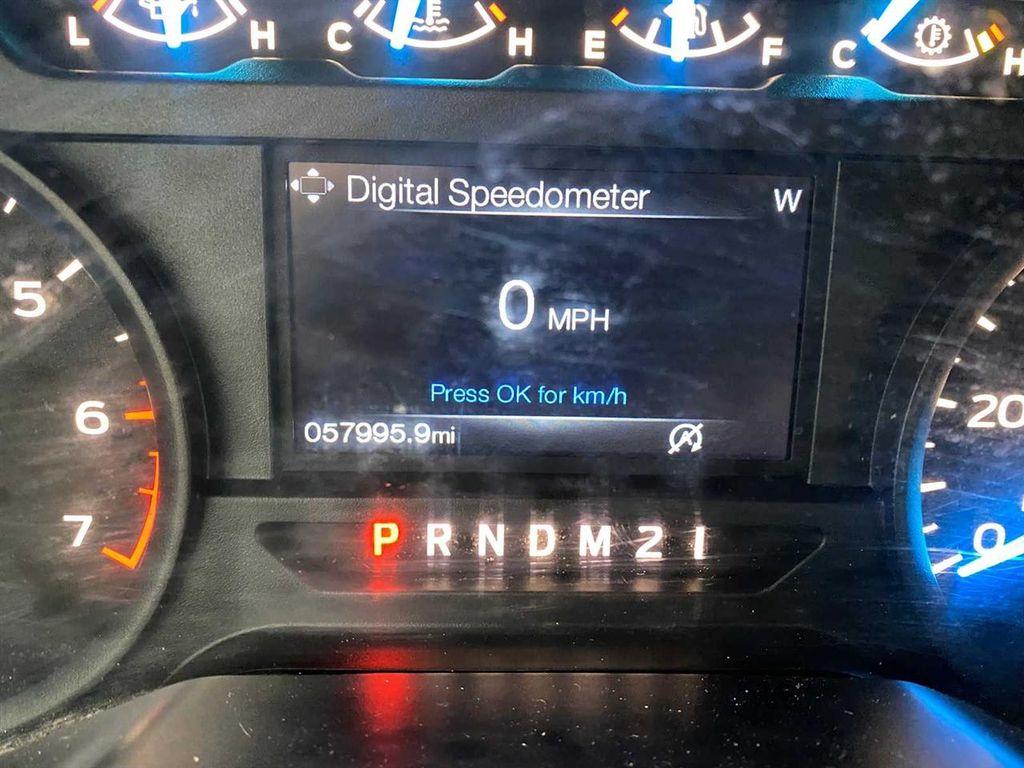 L H C H E F C H
Digital Speedometer W
0 MPH
Press OK for km/h
057995.9mi
5
6
7
20
0
P R N D M 2 1